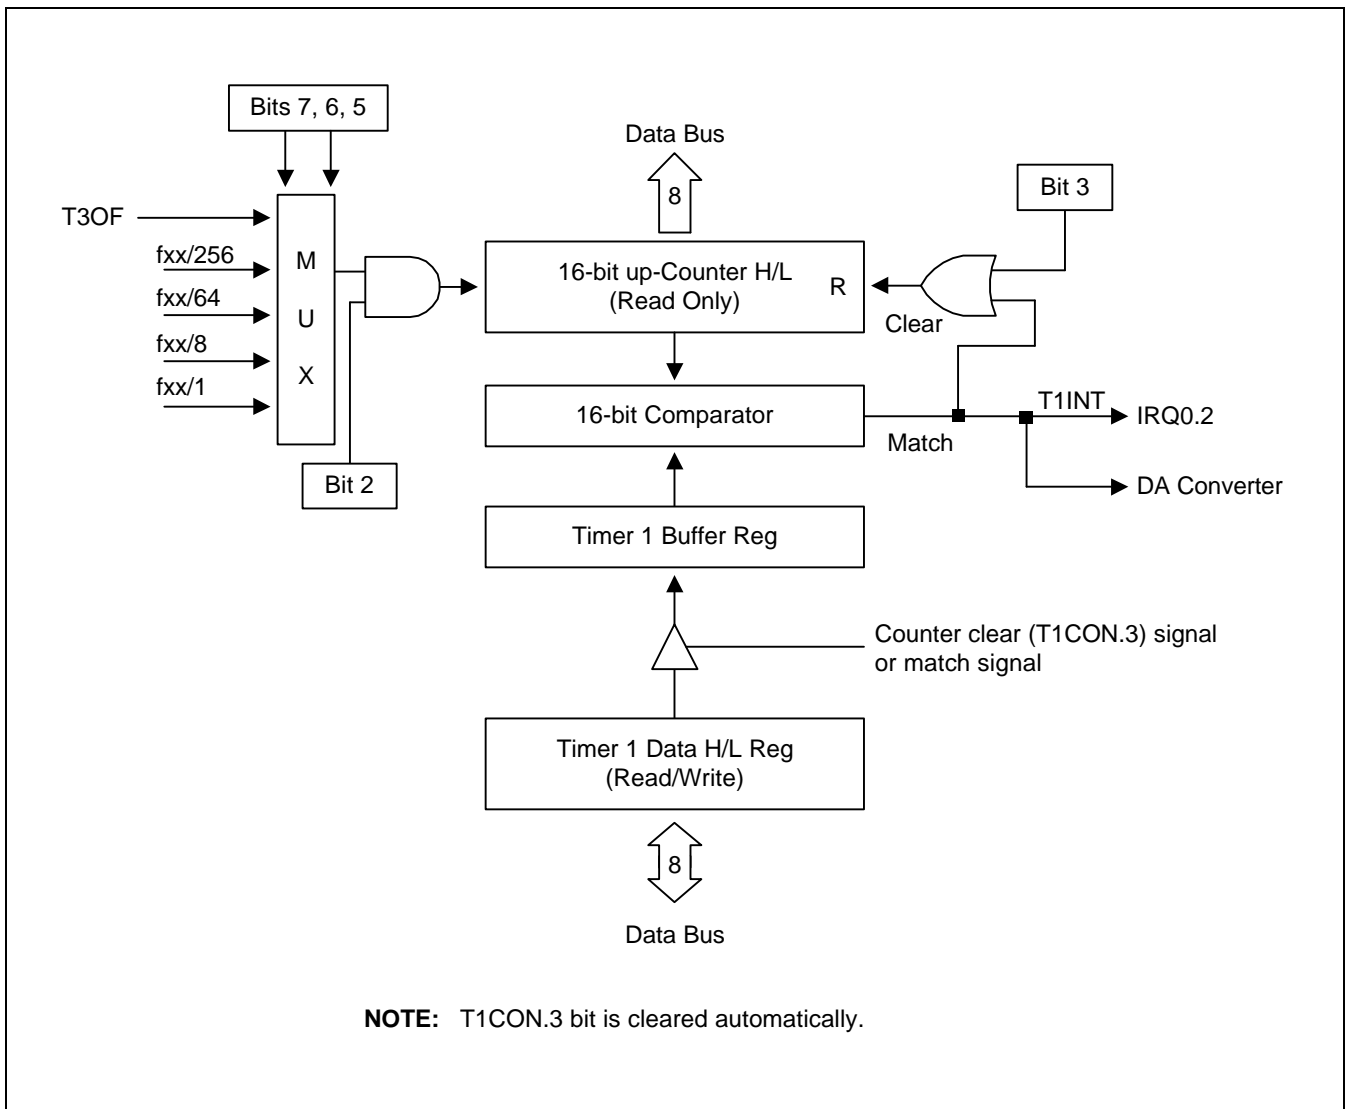 Bits 7, 6, 5
Data Bus
8
Bit 3
T3OF
fxx/256
fxx/64
fxx/8
fxx/1
M
U
X
16-bit up-Counter H/L
(Read Only)
R
Clear
16-bit Comparator
Match
T1INT
IRQ0.2
DA Converter
Bit 2
Timer 1 Buffer Reg
Counter clear (T1CON.3) signal
or match signal
Timer 1 Data H/L Reg
(Read/Write)
8
Data Bus
NOTE: T1CON.3 bit is cleared automatically.